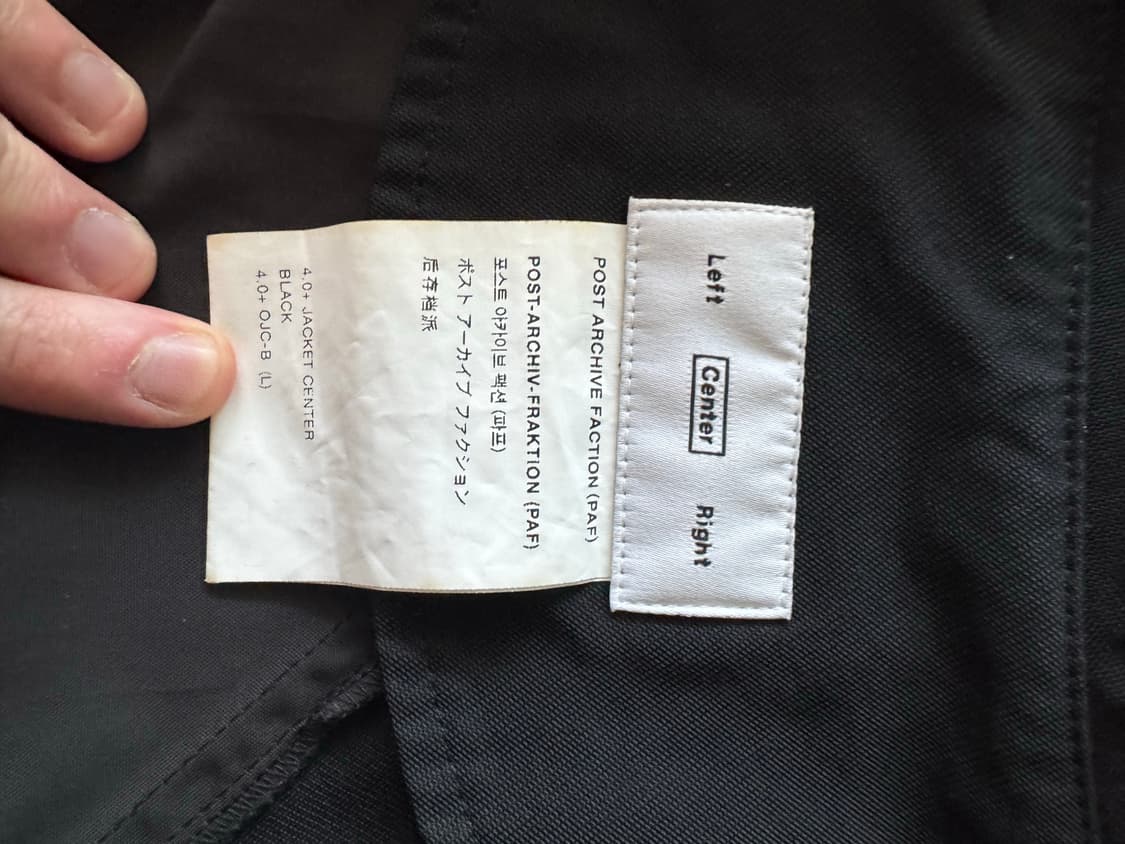 Left Center Right
POST ARCHIVE FACTION (PAF)
POST-ARCHIV-FRAKTION (PAF)
포스트 아카이브 팩션 (파프)
ポスト アーカイブ ファクション
后存档派
4.0+ JACKET CENTER
BLACK
4.0+ OJC-B (L)